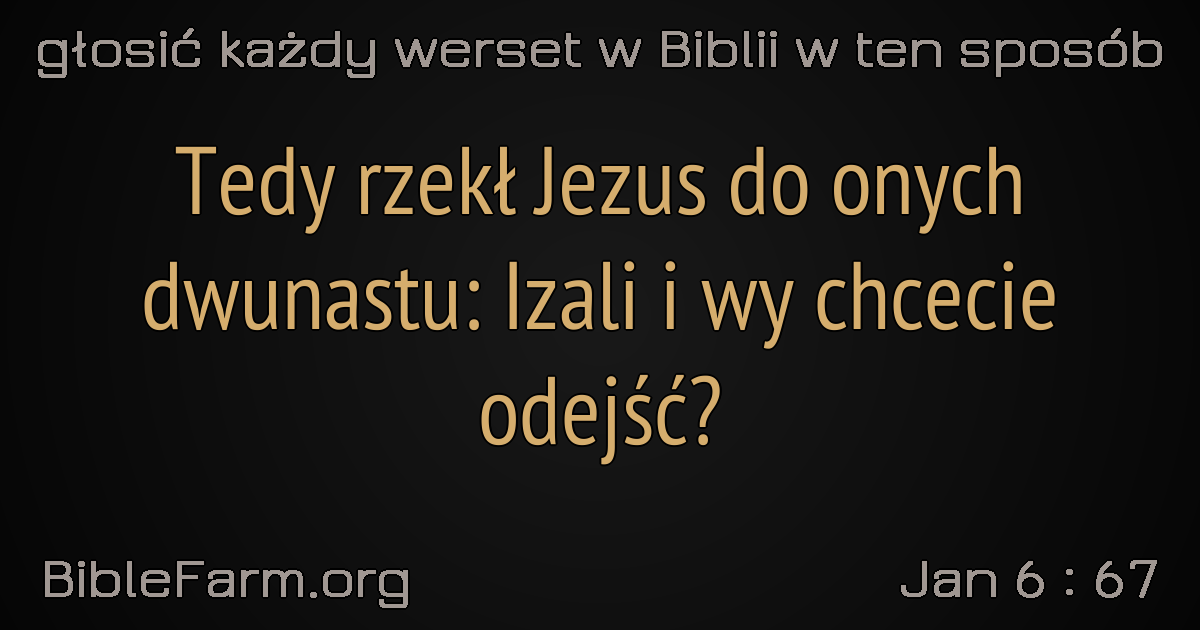 głosić każdy werset w Biblii w ten sposób
Tedy rzekł Jezus do onych
dwunastu: Izali i wy chcecie
odejść?
BibleFarm.org
Jan 6 : 67